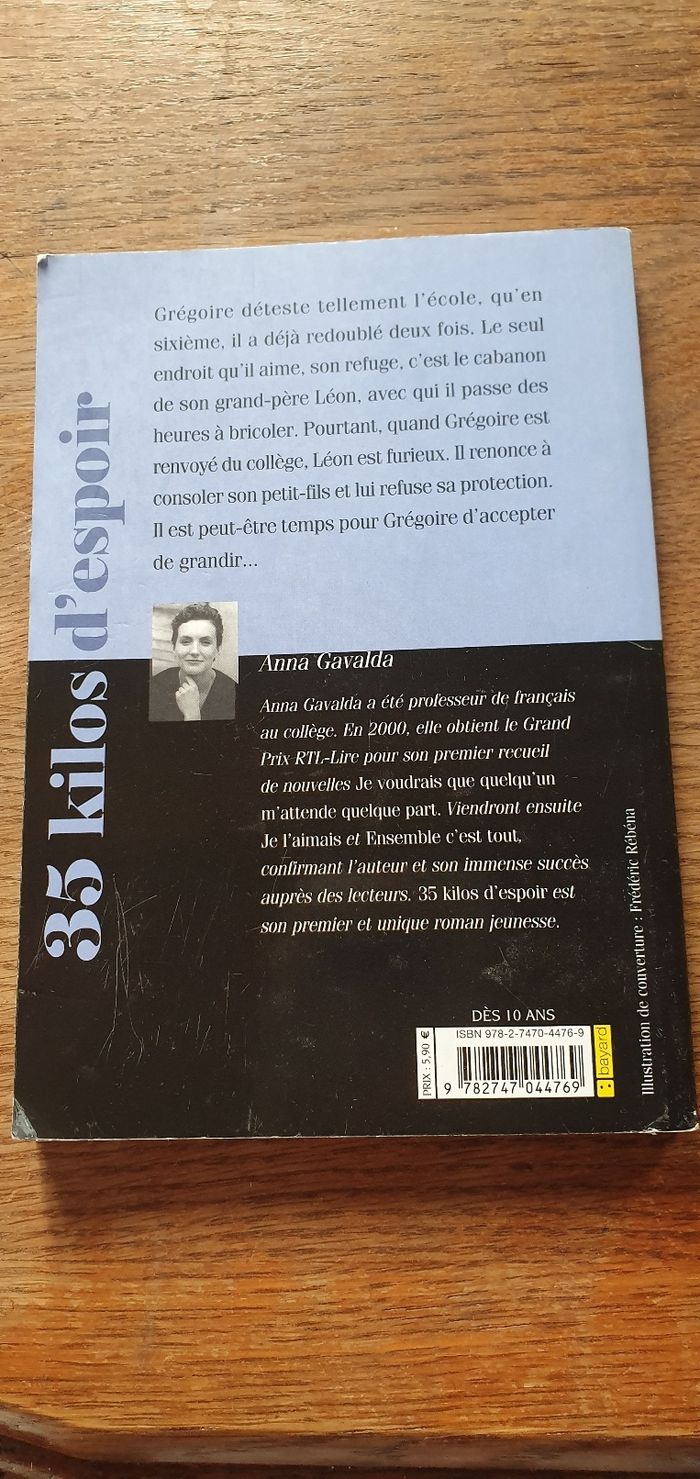 Grégoire déteste tellement l'école, qu'en
sixième, il a déjà redoublé deux fois. Le seul
endroit qu'il aime, son refuge, c'est le cabanon
de son grand-père Léon, avec qui il passe des
heures à bricoler. Pourtant, quand Grégoire est
renvoyé du collège, Léon est furieux. Il renonce à
consoler son petit-fils et lui refuse sa protection.
Il est peut-être temps pour Grégoire d'accepter
de grandir...
35 kilos d'espoir
Anna Gavalda
Anna Gavalda a été professeur de français
au collège. En 2000, elle obtient le Grand
Prix RTL-Lire pour son premier recueil
de nouvelles Je voudrais que quelqu'un
m'attende quelque part. Viendront ensuite
Je l'aimais et Ensemble c'est tout,
confirmant l'auteur et son immense succès
auprès des lecteurs. 35 kilos d'espoir est
son premier et unique roman jeunesse.
DÈS 10 ANS
ISBN 978-2-7470-4476-9
PRIX : 5,90 €
9 782747 044769
bayard
Illustration de couverture : Frédéric Rébéna